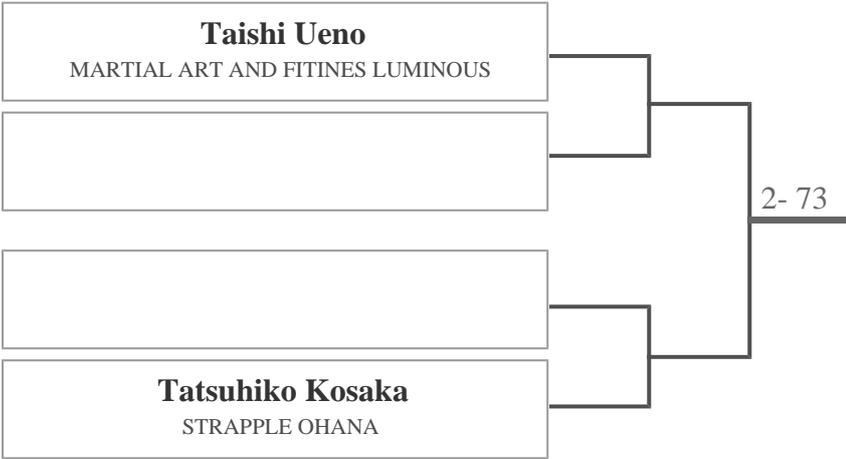 Taishi Ueno
MARTIAL ART AND FITINES LUMINOUS
2- 73
Tatsuhiko Kosaka
STRAPPLE OHANA